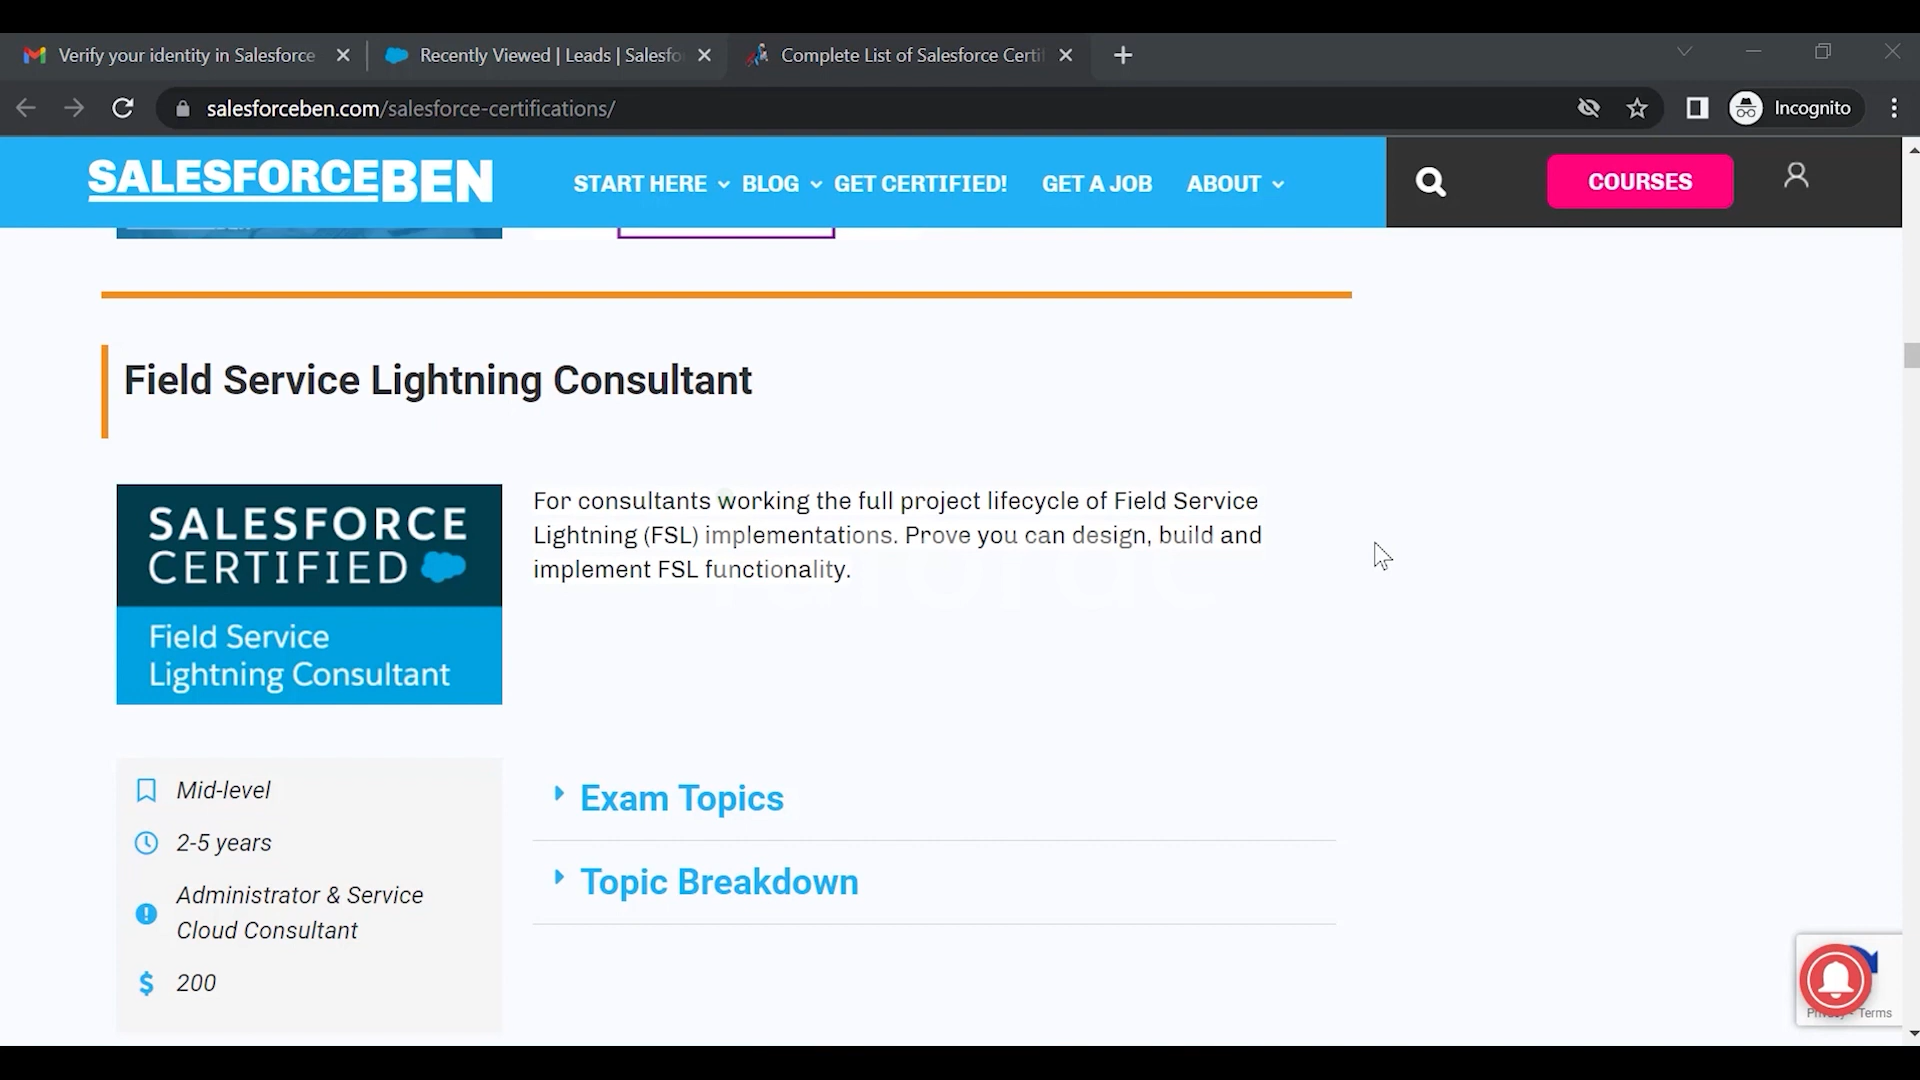 Verify your identity in Salesforce
Recently Viewed | Leads | Salesfo
Complete List of Salesforce Certi
salesforceben.com/salesforce-certifications/
Incognito
SALESFORCEBEN
START HERE
BLOG
GET CERTIFIED!
GET A JOB
ABOUT
COURSES
Field Service Lightning Consultant
SALESFORCE
CERTIFIED
Field Service
Lightning Consultant
For consultants working the full project lifecycle of Field Service
Lightning (FSL) implementations. Prove you can design, build and
implement FSL functionality.
Mid-level
2-5 years
Administrator & Service
Cloud Consultant
$ 200
Exam Topics
Topic Breakdown
Terms